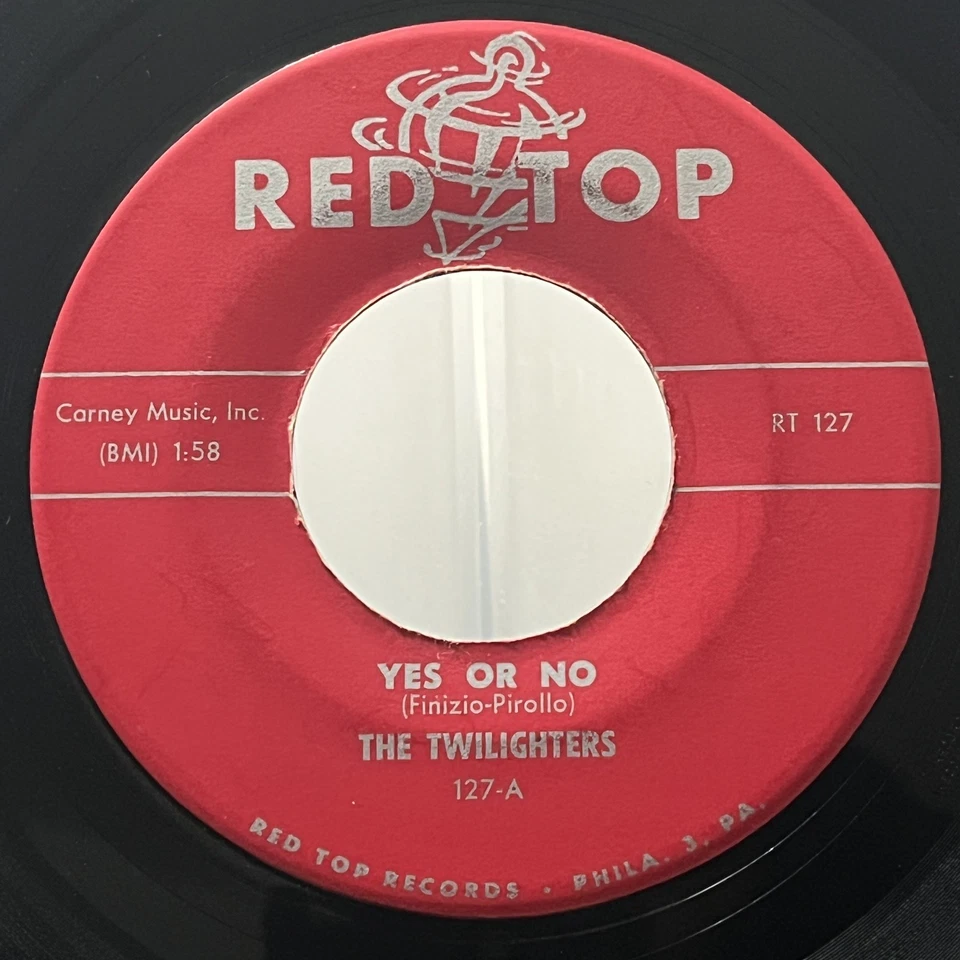 RED TOP
Carney Music, Inc.
(BMI) 1:58
RT 127
YES OR NO
(Finizio-Pirollo)
THE TWILIGHTERS
127-A
RED TOP RECORDS • PHILA. 3, PA.